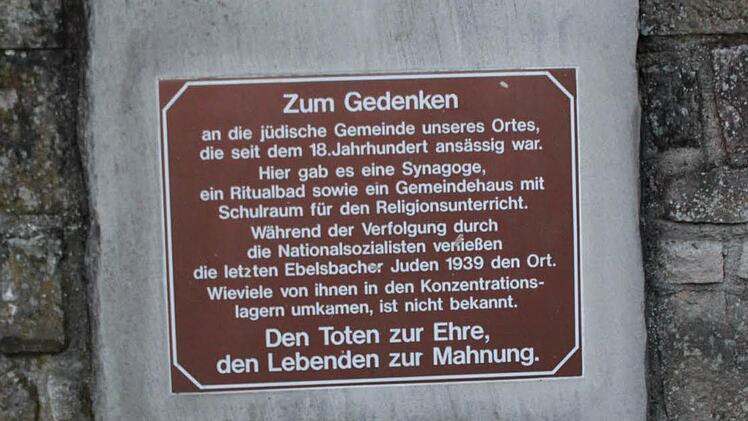 Zum Gedenken
an die jüdische Gemeinde unseres Ortes,
die seit dem 18.Jahrhundert ansässig war.
Hier gab es eine Synagoge,
ein Ritualbad sowie ein Gemeindehaus mit
Schulraum für den Religionsunterricht.
Während der Verfolgung durch
die Nationalsozialisten verließen
die letzten Ebelsbacher Juden 1939 den Ort.
Wieviele von ihnen in den Konzentrations-
lagern umkamen, ist nicht bekannt.
Den Toten zur Ehre,
den Lebenden zur Mahnung.